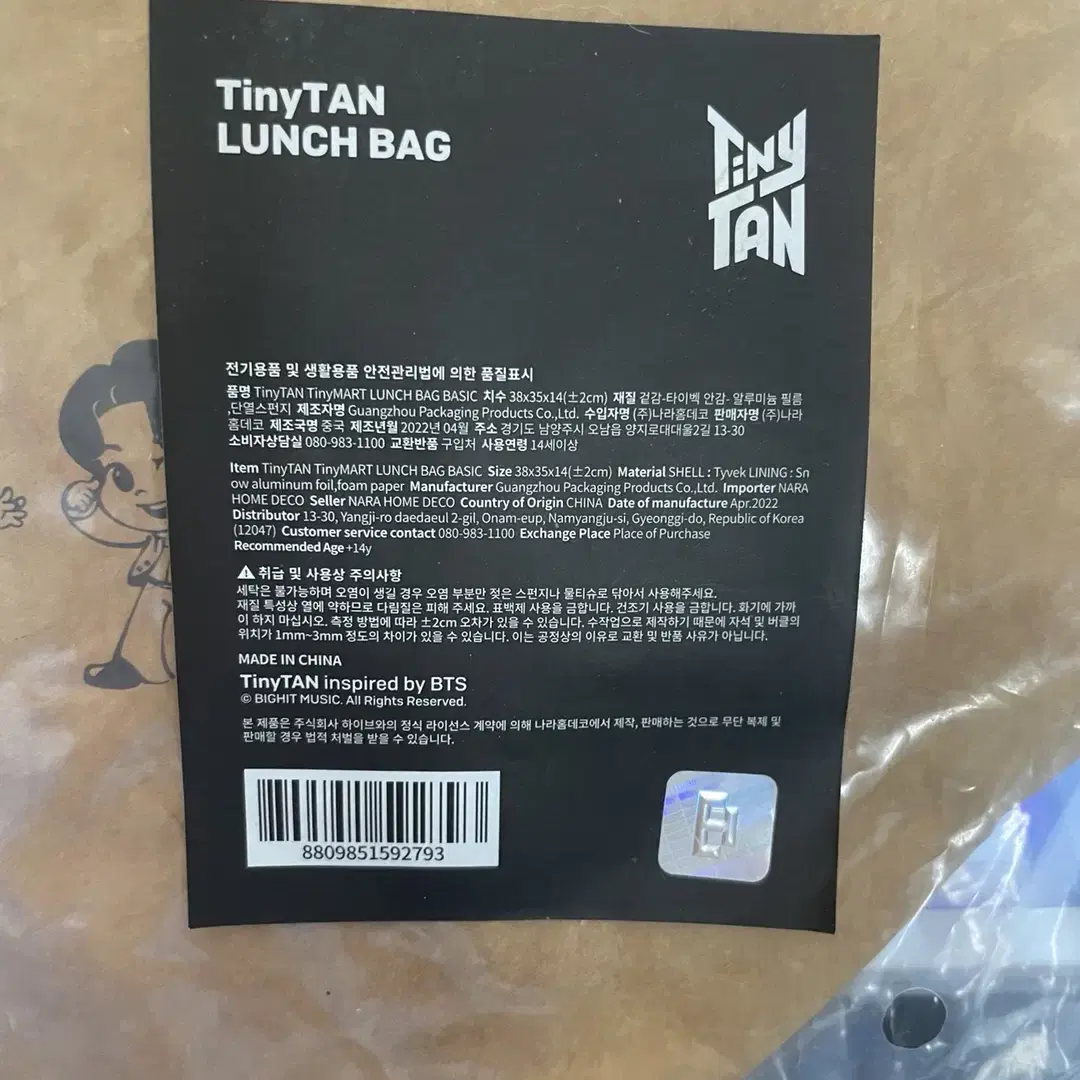 TinyTAN
LUNCH BAG
TiNY
TAN
전기용품 및 생활용품 안전관리법에 의한 품질표시
품명 TinyTAN TinyMART LUNCH BAG BASIC 치수 38x35x14(±2cm) 재질 겉감-타이벡 안감- 알루미늄 필름
,단열스펀지 제조자명 Guangzhou Packaging Products Co.,Ltd. 수입자명 (주)나라홈데코 판매자명 (주)나라
홈데코 제조국명 중국 제조년월 2022년 04월 주소 경기도 남양주시 오남읍 양지로대대울2길 13-30
소비자상담실 080-983-1100 교환반품 구입처 사용연령 14세이상
Item TinyTAN TinyMART LUNCH BAG BASIC Size 38x35x14(±2cm) Material SHELL : Tyvek LINING : Sn
ow aluminum foil,foam paper Manufacturer Guangzhou Packaging Products Co.,Ltd. Importer NARA
HOME DECO Seller NARA HOME DECO Country of Origin CHINA Date of manufacture Apr.2022
Distributor 13-30, Yangji-ro daedaeul 2-gil, Onam-eup, Namyangju-si, Gyeonggi-do, Republic of Korea
(12047) Customer service contact 080-983-1100 Exchange Place Place of Purchase
Recommended Age +14y
⚠ 취급 및 사용상 주의사항
세탁은 불가능하며 오염이 생길 경우 오염 부분만 젖은 스펀지나 물티슈로 닦아서 사용해주세요.
재질 특성상 열에 약하므로 다림질은 피해 주세요. 표백제 사용을 금합니다. 건조기 사용을 금합니다. 화기에 가까
이 하지 마십시오. 측정 방법에 따라 ±2cm 오차가 있을 수 있습니다. 수작업으로 제작하기 때문에 자석 및 버클의
위치가 1mm~3mm 정도의 차이가 있을 수 있습니다. 이는 공정상의 이유로 교환 및 반품 사유가 아닙니다.
MADE IN CHINA
TinyTAN inspired by BTS
© BIGHIT MUSIC. All Rights Reserved.
본 제품은 주식회사 하이브와의 정식 라이선스 계약에 의해 나라홈데코에서 제작, 판매하는 것으로 무단 복제 및
판매할 경우 법적 처벌을 받을 수 있습니다.
8809851592793